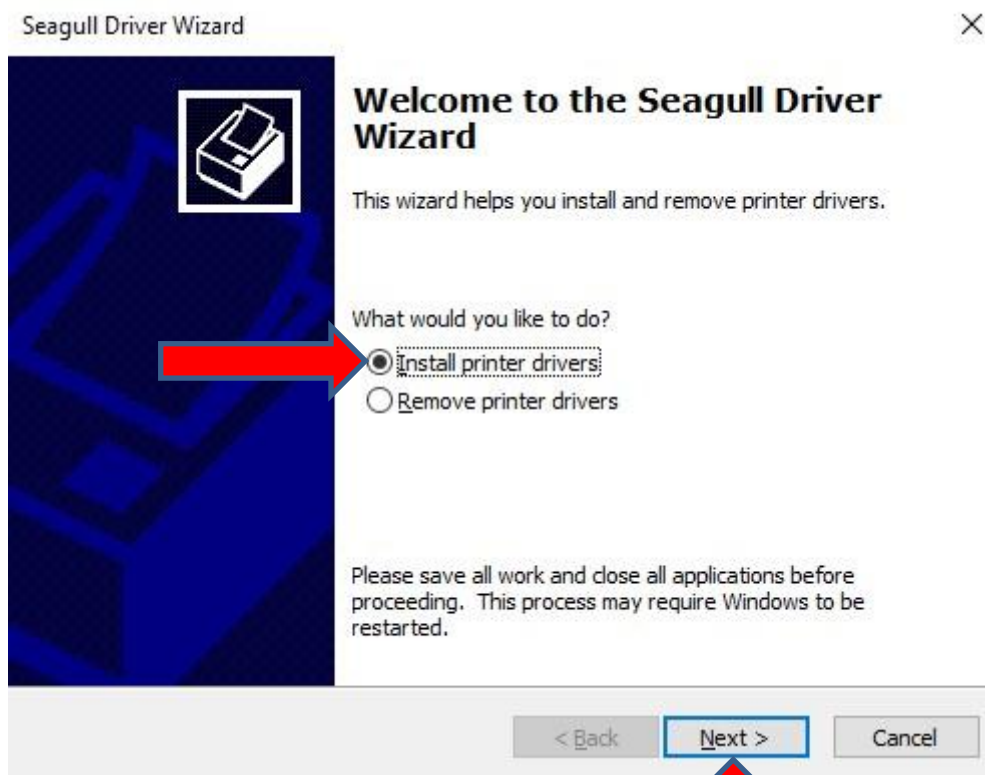 Seagull Driver Wizard
Welcome to the Seagull Driver
Wizard
This wizard helps you install and remove printer drivers.
What would you like to do?
Install printer drivers
Remove printer drivers
Please save all work and close all applications before
proceeding. This process may require Windows to be
restarted.
< Back Next > Cancel